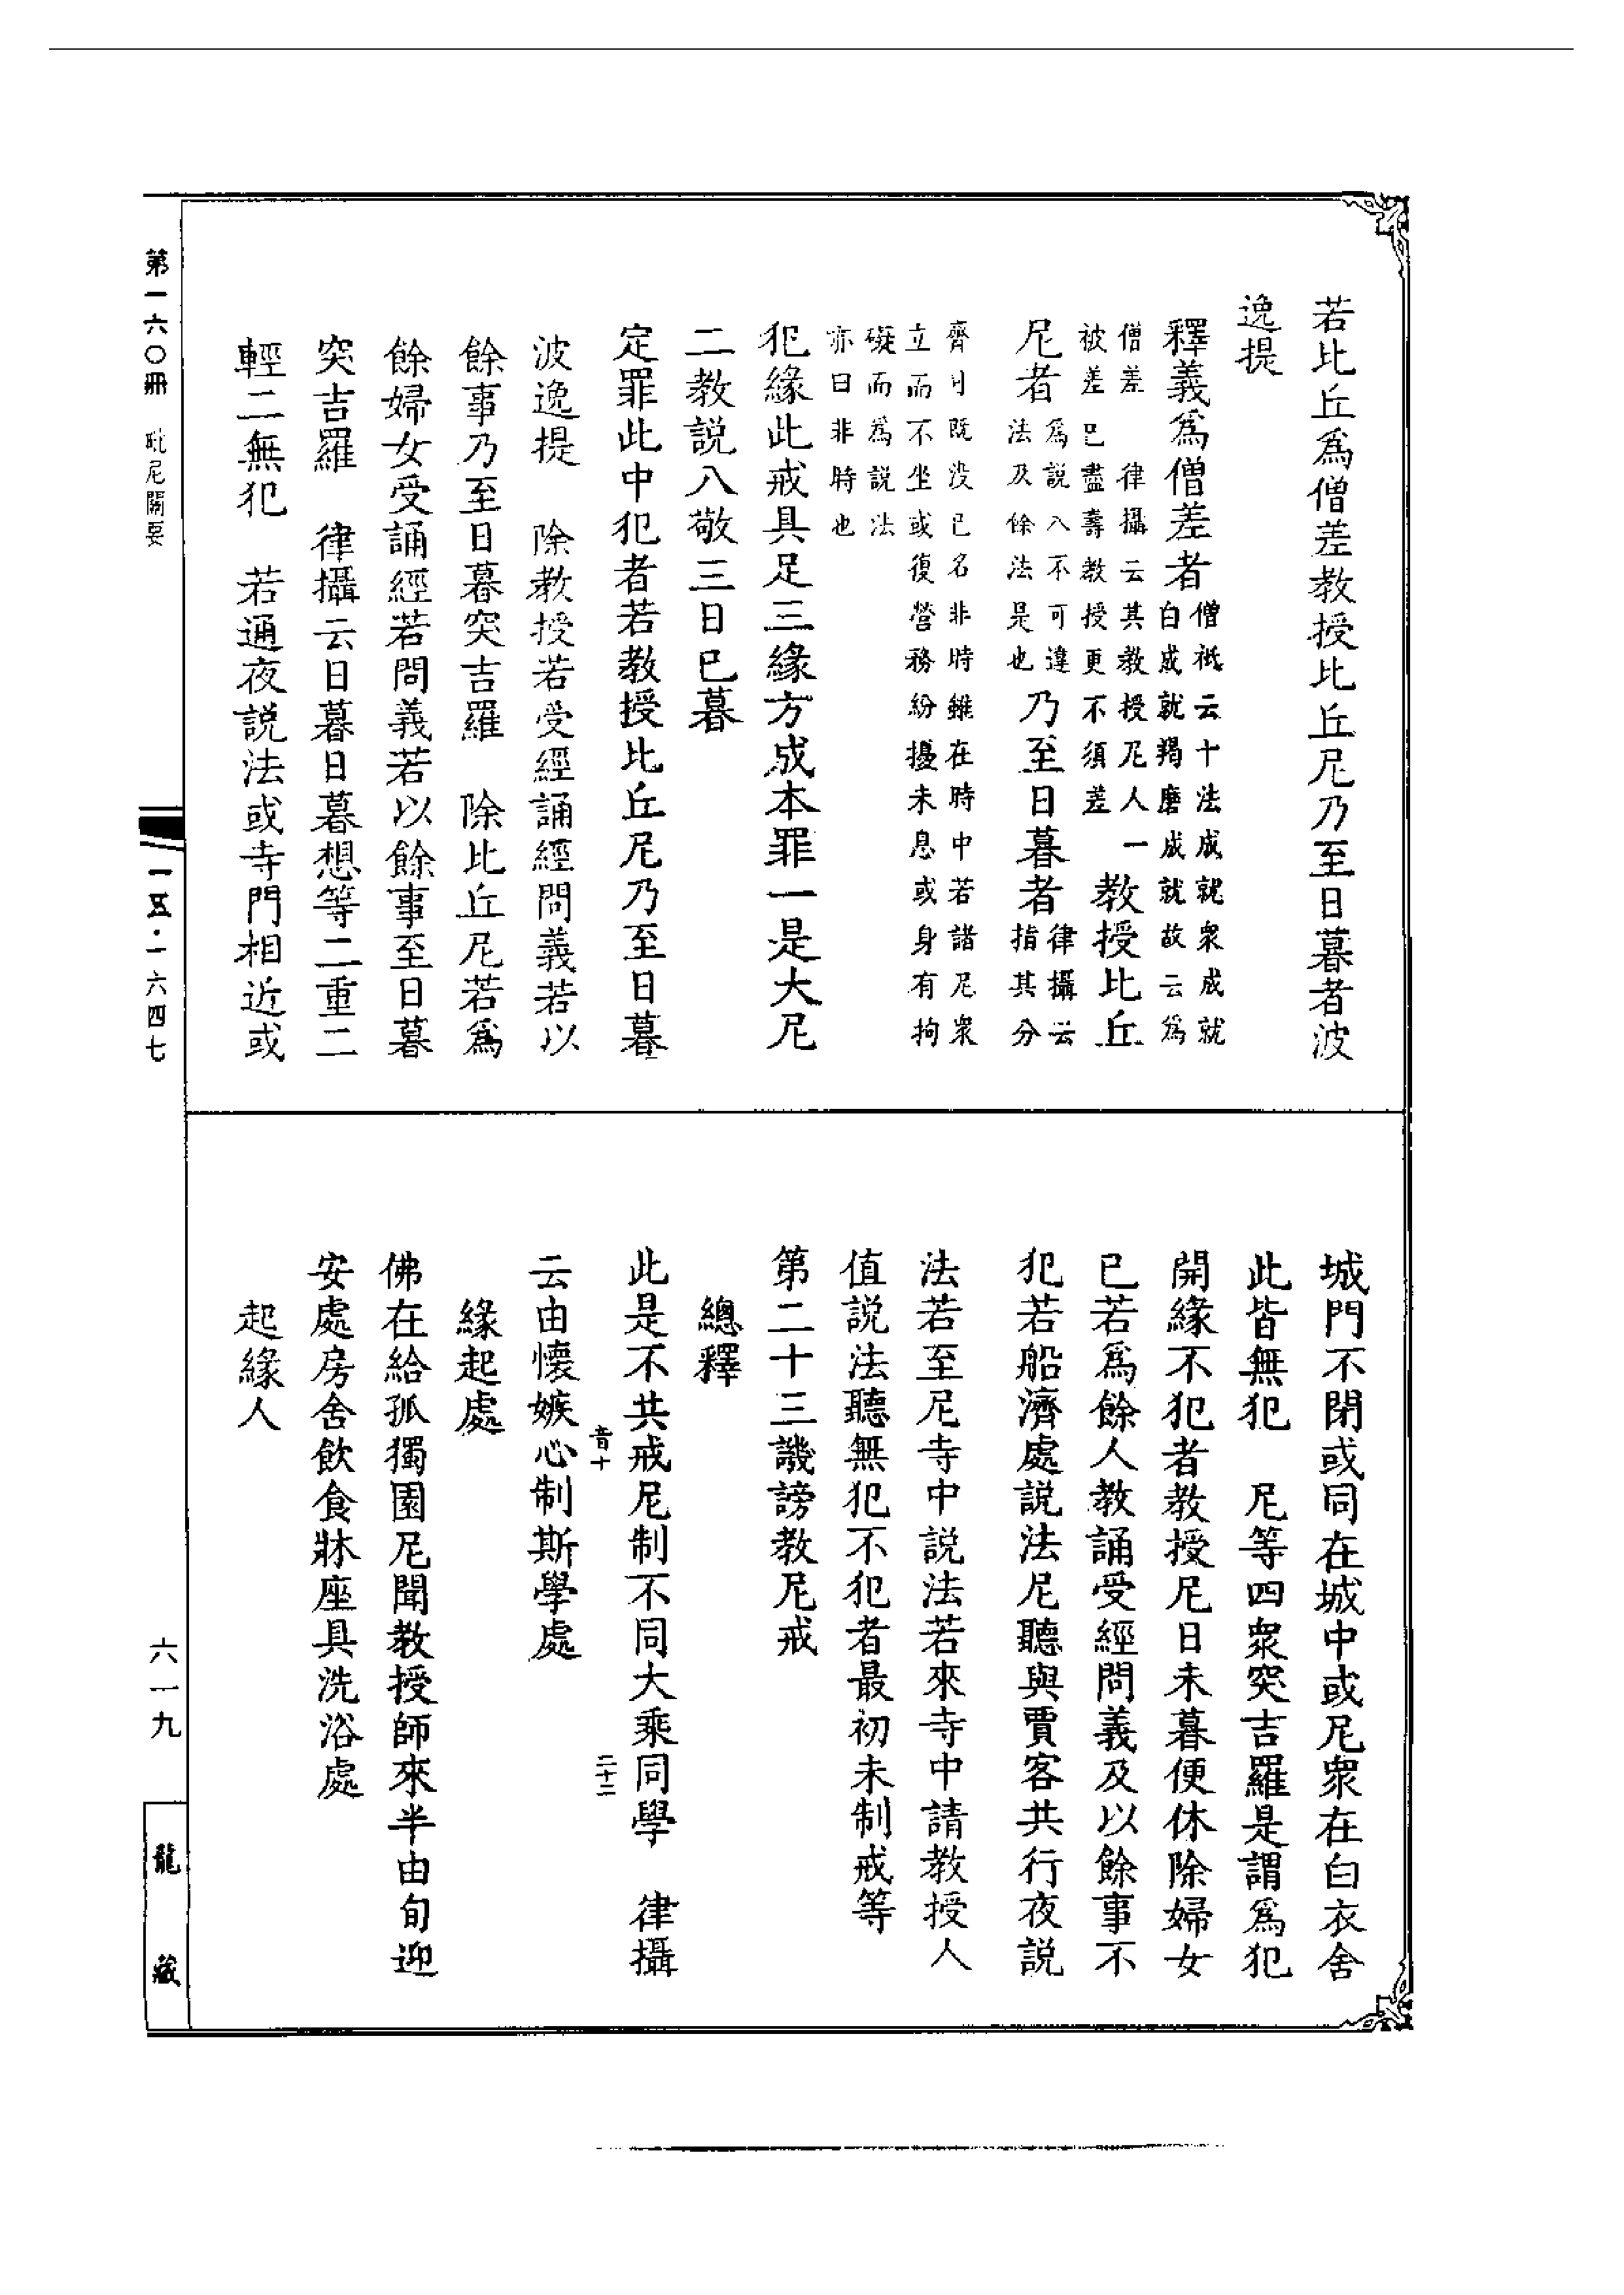 若比丘爲僧差教授比丘尼乃至日暮者波
逸提
釋義爲僧差者僧祇云十法成就衆成就
白成就羯磨成就故云爲
僧差　律攝云其教授尼人一
被差已盡壽教授更不須差教授比丘
尼者爲說八不可違
法及餘法是也乃至日暮者律攝云
指其分
齊日既没已名非時雖在時中若諸尼衆
立而不坐或復營務紛擾未息或身有拘
礙而爲説法
亦曰非時也
犯緣此戒具足三緣方成本罪一是大尼
二教説八敬三日已暮
定罪此中犯者若教授比丘尼乃至日暮
波逸提　除教授若受經誦經問義若以
餘事乃至日暮突吉羅　除比丘尼若爲
餘婦女受誦經若問義若以餘事至日暮
突吉羅　律攝云日暮日暮想等二重二
輕二無犯　若通夜説法或寺門相近或
城門不閉或同在城中或尼衆在白衣舍
此皆無犯　尼等四衆突吉羅是謂爲犯
開緣不犯者教授尼日未暮便休除婦女
已若爲餘人教誦受經問義及以餘事不
犯若船濟處説法尼聽與賈客共行夜説
法若至尼寺中説法若來寺中請教授人
值説法聽無犯不犯者最初未制戒等
第二十三譏謗教尼戒
總釋
此是不共戒尼制不同大乘同學　律攝
音十
二十二
云由懷嫉心制斯學處
緣起處
佛在給孤獨園尼聞教授師來半由旬迎
安處房舍飲食牀座具洗浴處
起緣人
第一六〇冊　毗尼關要
一五·一六四七
六一九
龍藏